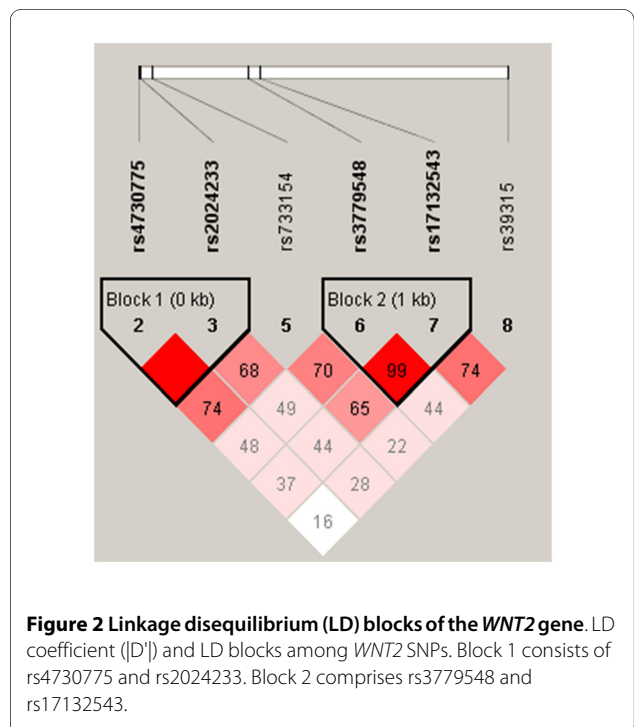 rs4730775
rs2024233
rs733154
rs3779548
rs17132543
rs39315
Block 1 (0 kb)
Block 2 (1 kb)
2 3 5 6 7 8
68 70 99 74
74 49 65 44
48 44 22
37 28
16
Figure 2 Linkage disequilibrium (LD) blocks of the WNT2 gene. LD
coefficient (|D'|) and LD blocks among WNT2 SNPs. Block 1 consists of
rs4730775 and rs2024233. Block 2 comprises rs3779548 and
rs17132543.